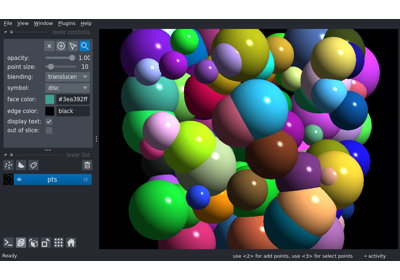 File View Window Plugins Help
layer controls
opacity: 1.00
point size: 10
blending: translucen
symbol: disc
face color: #3ea392ff
edge color: black
display text:
out of slice:
layer list
pts
Ready use <2> for add points, use <3> for select points activity